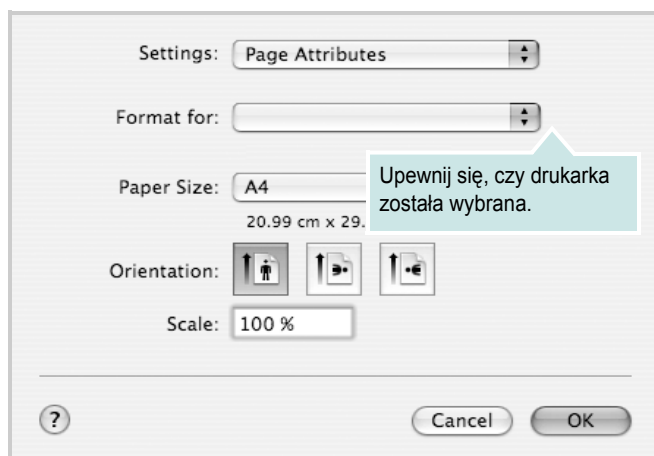 Settings: Page Attributes
Format for:
Upewnij się, czy drukarka
została wybrana.
Paper Size: A4
20.99 cm x 29.
Orientation:
Scale: 100 %
? Cancel OK